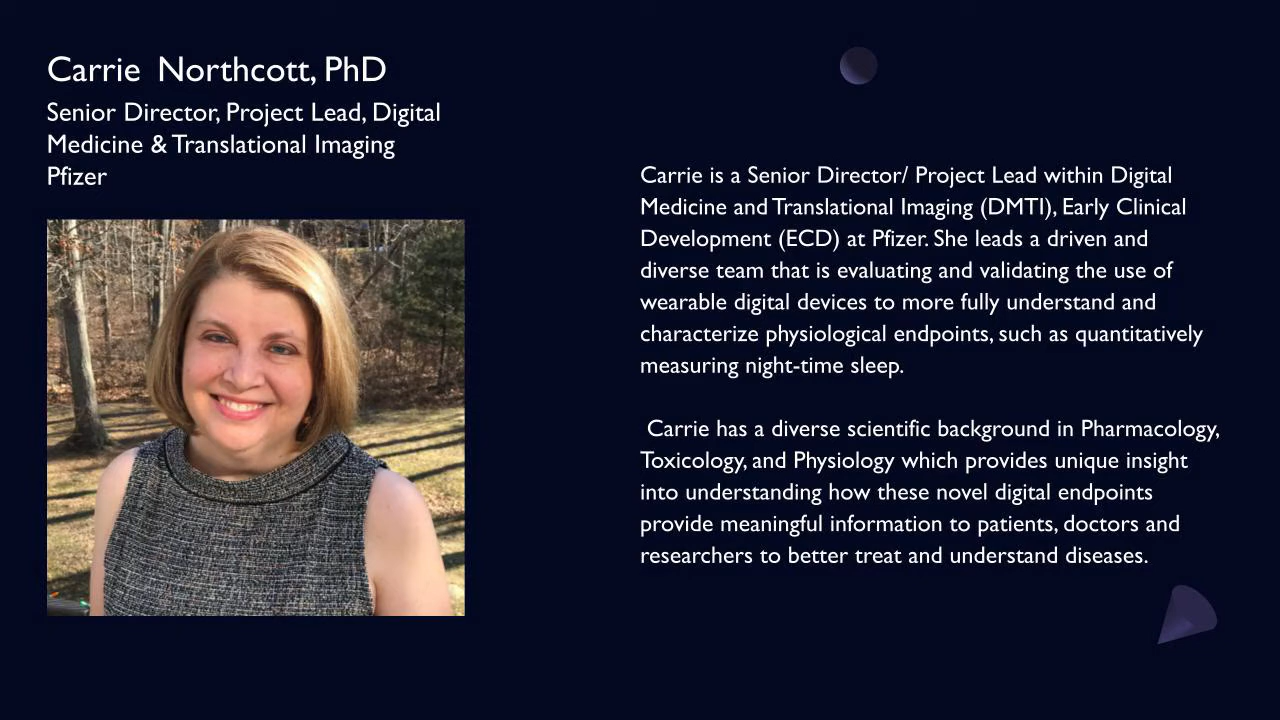 Carrie Northcott, PhD
Senior Director, Project Lead, Digital
Medicine & Translational Imaging
Pfizer
Carrie is a Senior Director/ Project Lead within Digital
Medicine and Translational Imaging (DMTI), Early Clinical
Development (ECD) at Pfizer. She leads a driven and
diverse team that is evaluating and validating the use of
wearable digital devices to more fully understand and
characterize physiological endpoints, such as quantitatively
measuring night-time sleep.
Carrie has a diverse scientific background in Pharmacology,
Toxicology, and Physiology which provides unique insight
into understanding how these novel digital endpoints
provide meaningful information to patients, doctors and
researchers to better treat and understand diseases.